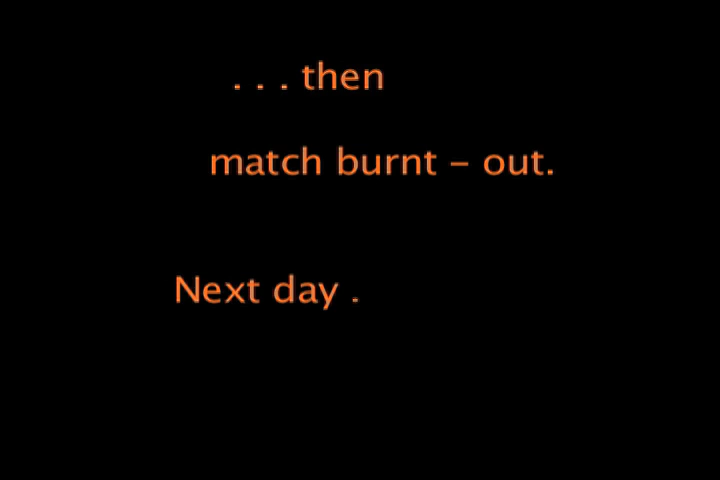 . . . then
match burnt – out.
Next day .